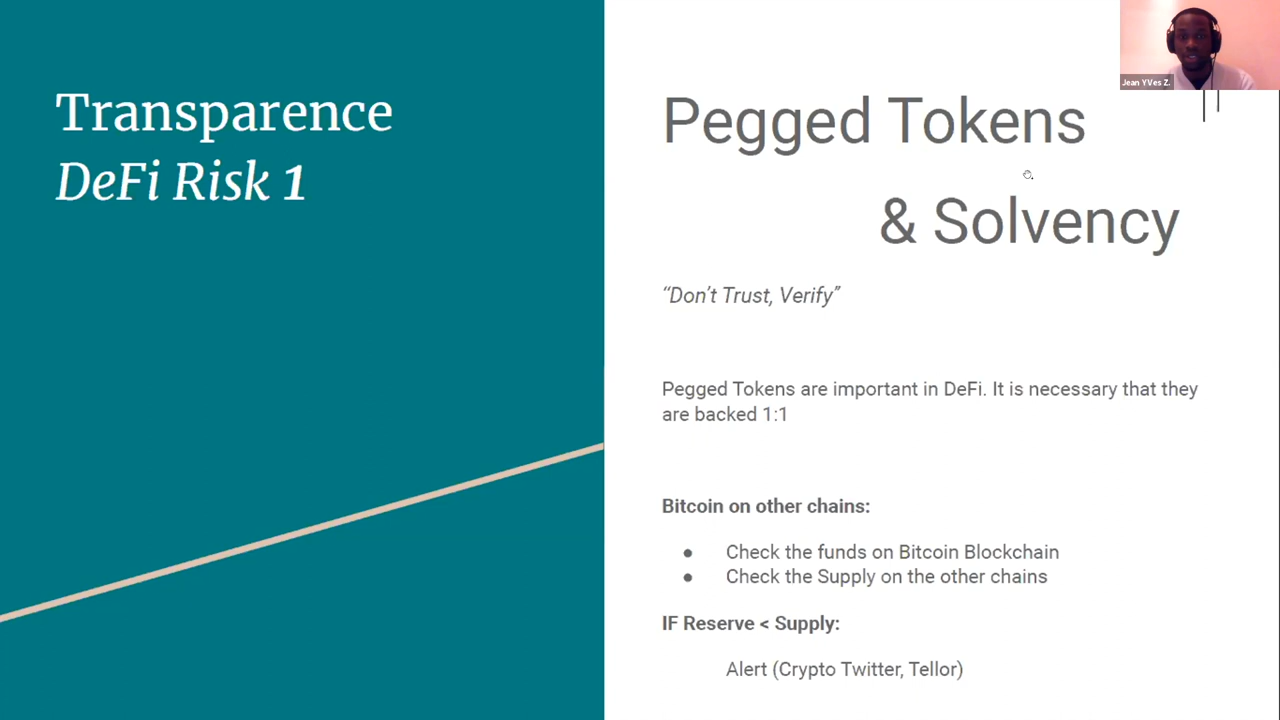 Transparence
DeFi Risk 1
Jean YVes Z.
Pegged Tokens
& Solvency
“Don’t Trust, Verify”
Pegged Tokens are important in DeFi. It is necessary that they
are backed 1:1
Bitcoin on other chains:
● Check the funds on Bitcoin Blockchain
● Check the Supply on the other chains
IF Reserve < Supply:
Alert (Crypto Twitter, Tellor)